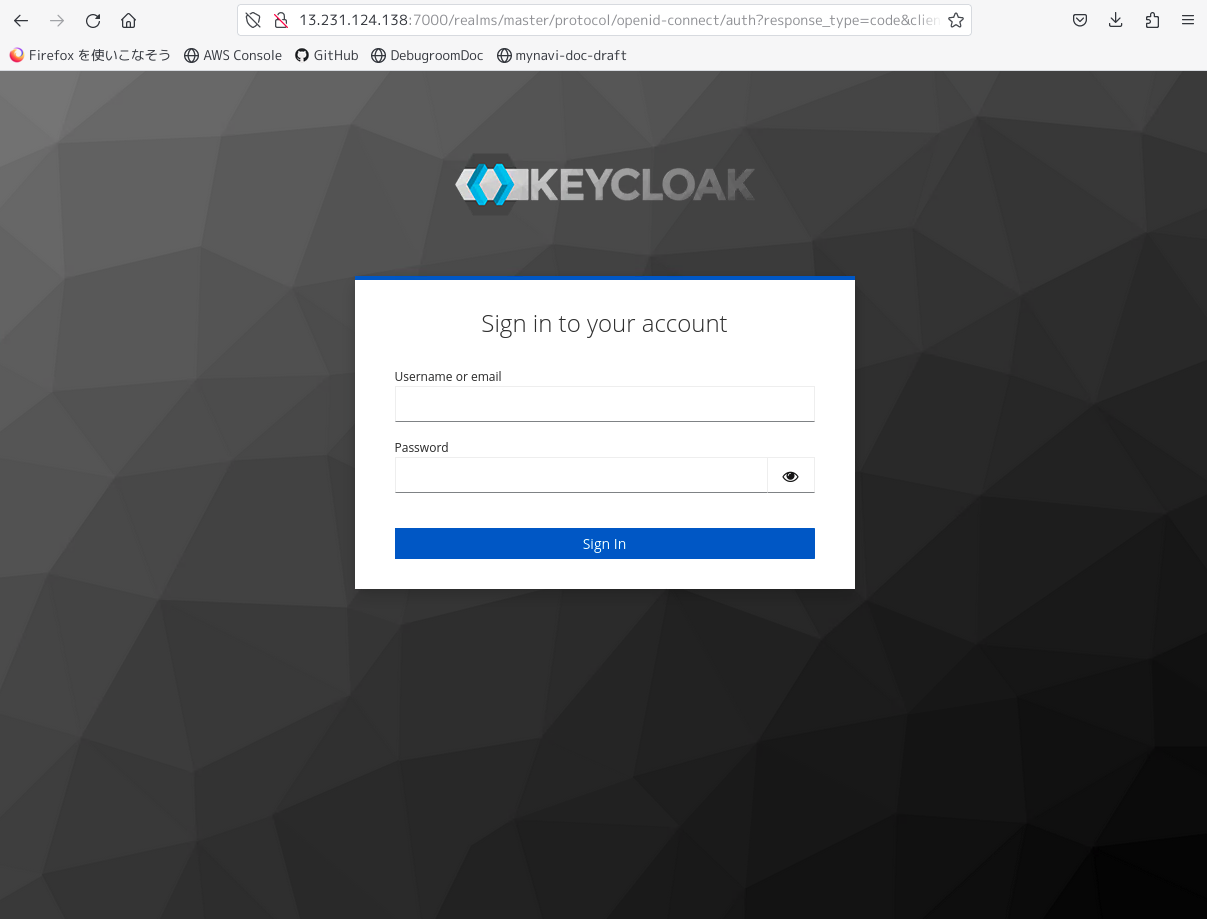 13.231.124.138:7000/realms/master/protocol/openid-connect/auth?response_type=code&clien
Firefox を使いこなそう AWS Console GitHub DebugroomDoc mynavi-doc-draft
KEYCLOAK
Sign in to your account
Username or email
Password
Sign In